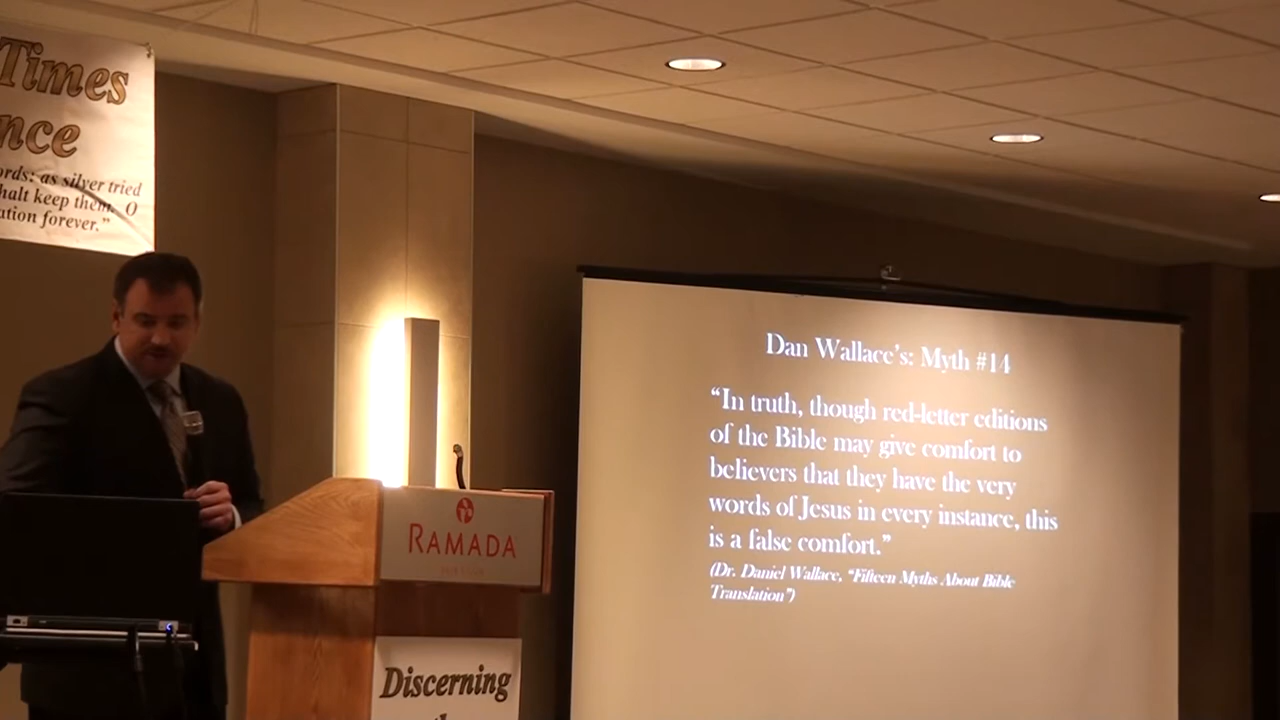 Times
nce
ords: as silver tried
halt keep them, O
ation forever."
Dan Wallace's: Myth #14
"In truth, though red-letter editions
of the Bible may give comfort to
believers that they have the very
words of Jesus in every instance, this
is a false comfort."
(Dr. Daniel Wallace, "Fifteen Myths About Bible
Translation")
RAMADA
Discerning